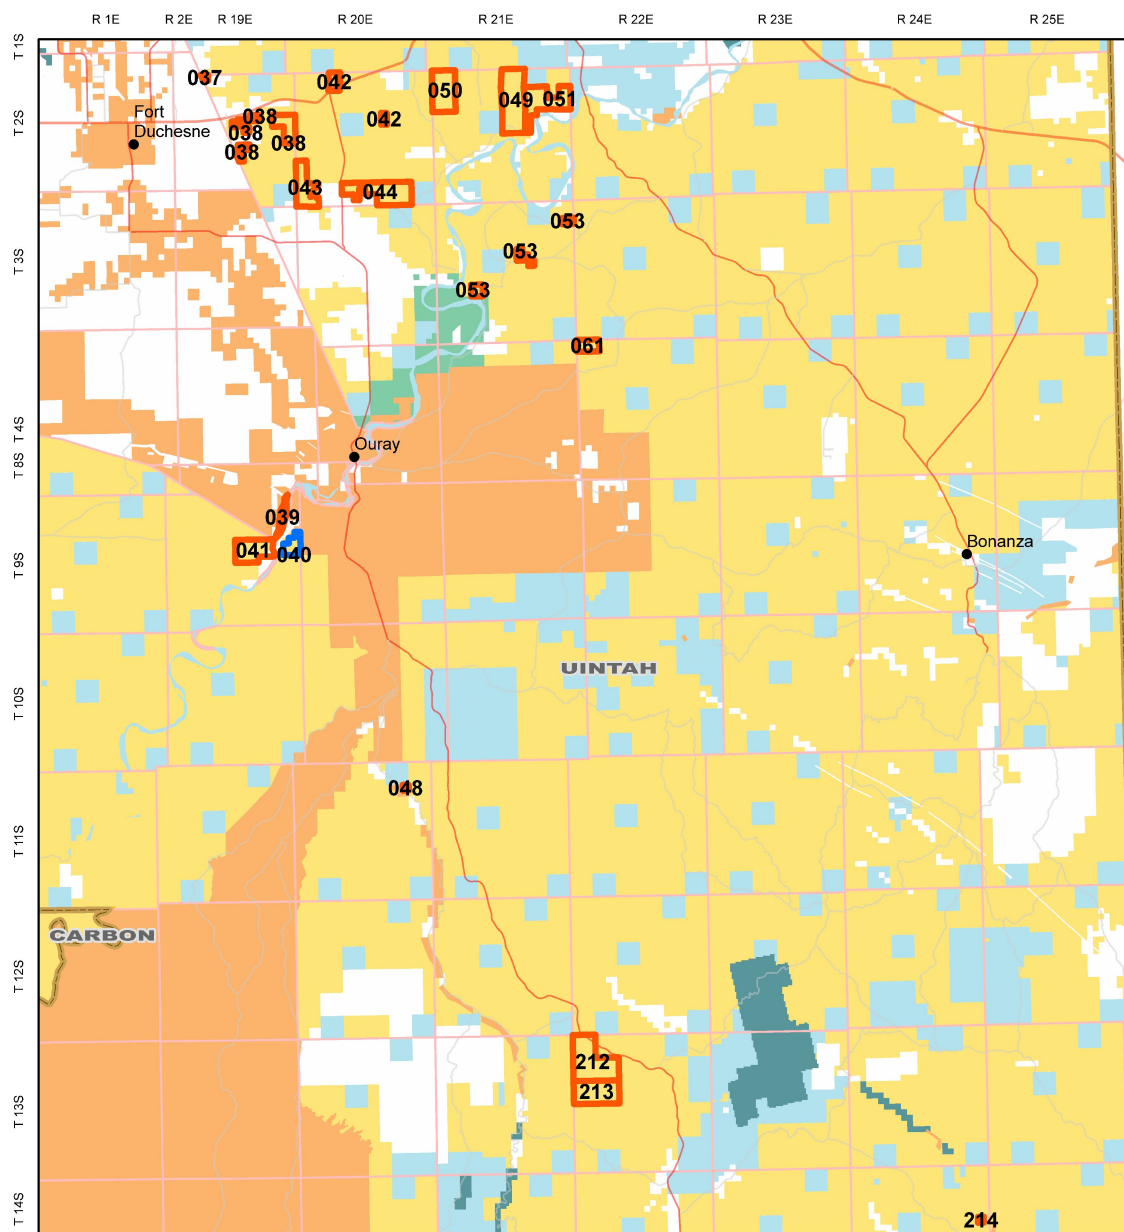 R 1E R 2E R 19E R 20E R 21E R 22E R 23E R 24E R 25E
T 1S
T 2S
T 3S
T 4S
T 8S
T 9S
T 10S
T 11S
T 12S
T 13S
T 14S
037
042
050
049
051
Fort
Duchesne
038
042
038
038
038
043
044
053
053
053
061
Ouray
039
041
040
Bonanza
UINTAH
048
CARBON
212
213
214